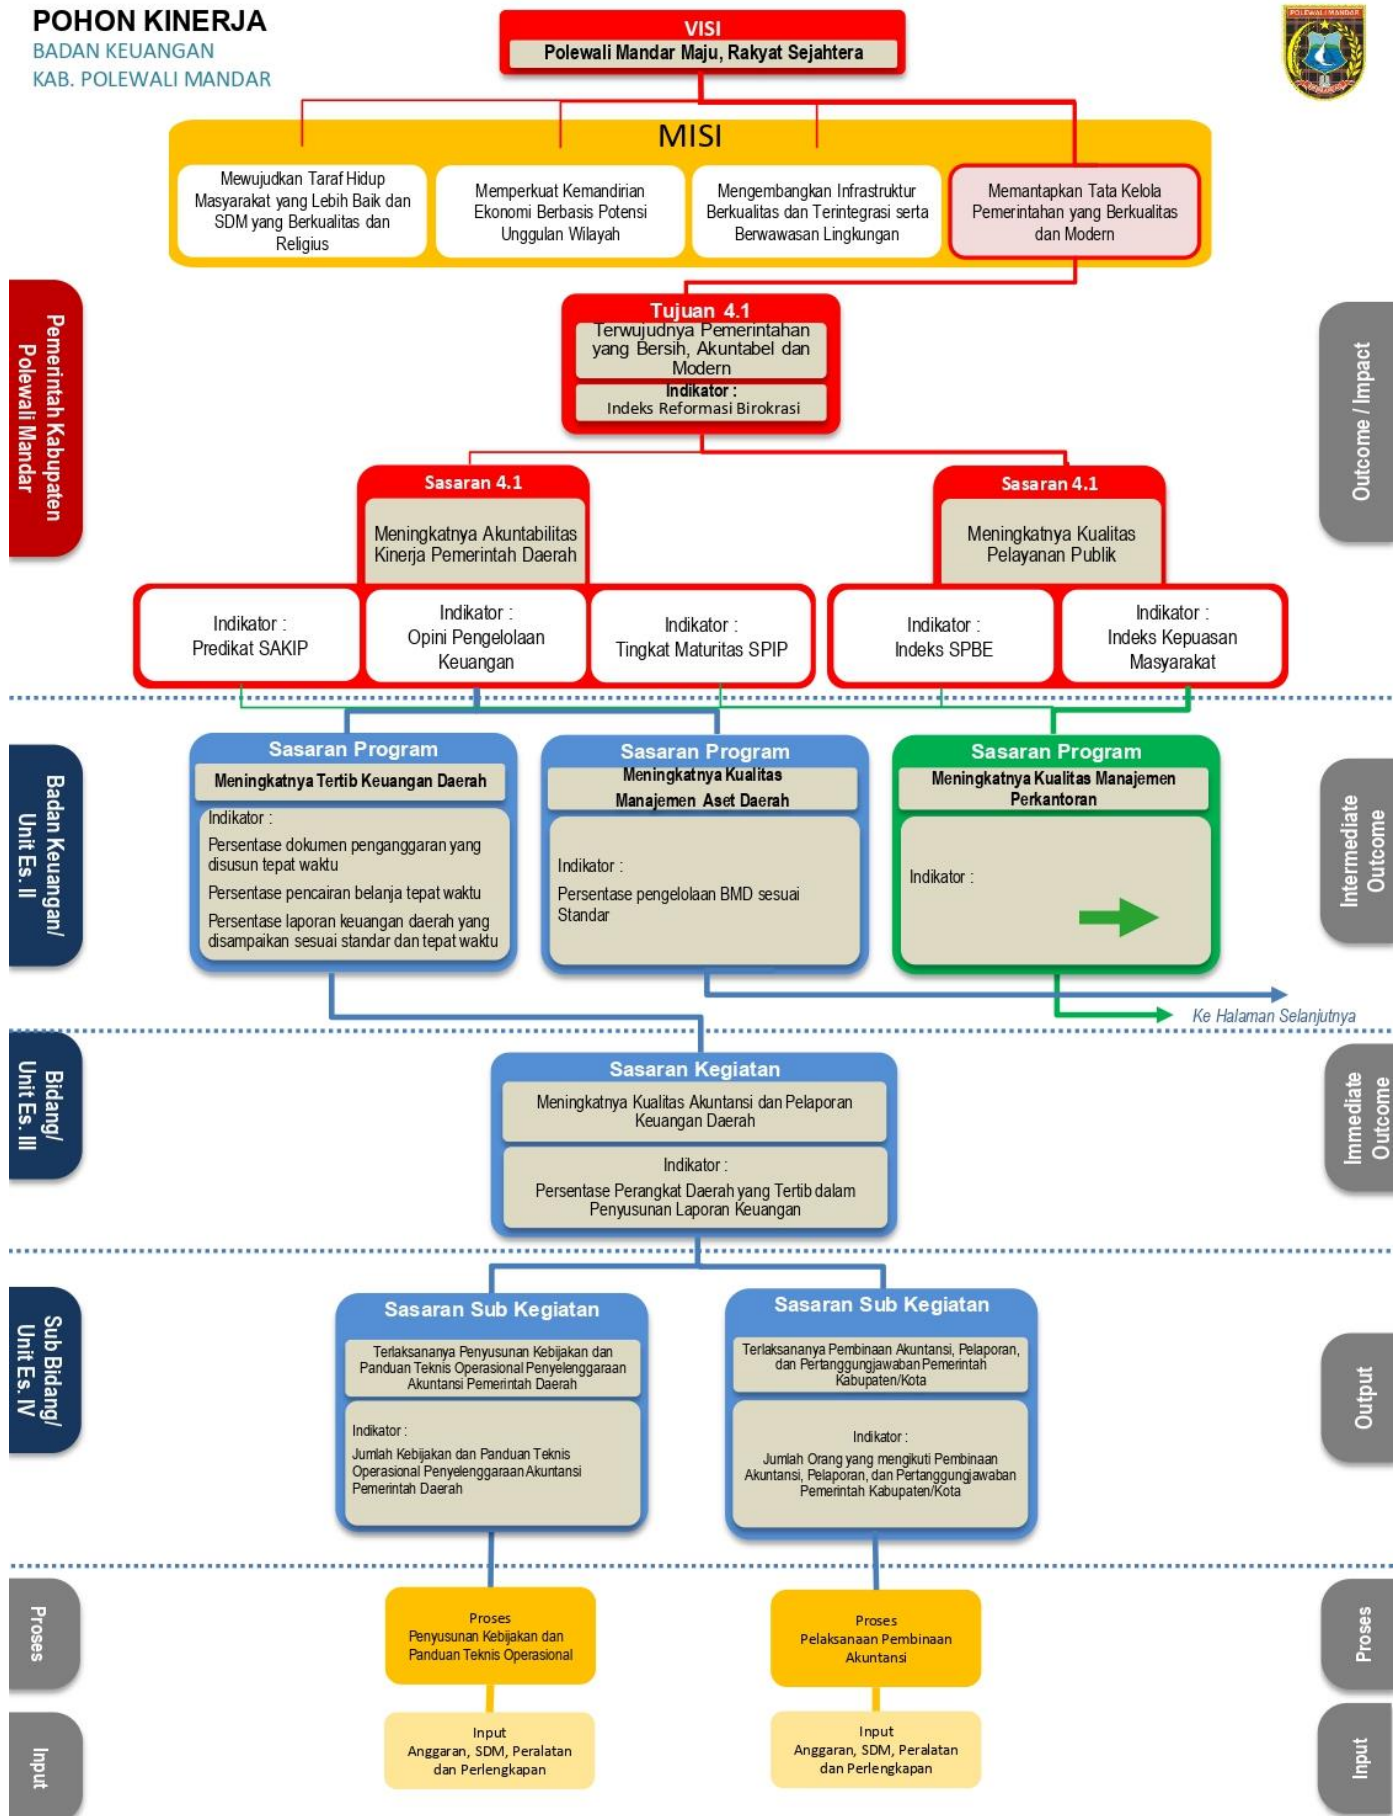 POHON KINERJA
BADAN KEUANGAN
KAB. POLEWALI MANDAR
POLEWALI MANDAR
VISI
Polewali Mandar Maju, Rakyat Sejahtera
MISI
Mewujudkan Taraf Hidup
Masyarakat yang Lebih Baik dan
SDM yang Berkualitas dan
Religius
Memperkuat Kemandirian
Ekonomi Berbasis Potensi
Unggulan Wilayah
Mengembangkan Infrastruktur
Berkualitas dan Terintegrasi serta
Berwawasan Lingkungan
Memantapkan Tata Kelola
Pemerintahan yang Berkualitas
dan Modern
Pemerintah Kabupaten
Polewali Mandar
Outcome / Impact
Tujuan 4.1
Terwujudnya Pemerintahan
yang Bersih, Akuntabel dan
Modern
Indikator :
Indeks Reformasi Birokrasi
Sasaran 4.1
Meningkatnya Akuntabilitas
Kinerja Pemerintah Daerah
Sasaran 4.1
Meningkatnya Kualitas
Pelayanan Publik
Indikator :
Predikat SAKIP
Indikator :
Opini Pengelolaan
Keuangan
Indikator :
Tingkat Maturitas SPIP
Indikator :
Indeks SPBE
Indikator :
Indeks Kepuasan
Masyarakat
Badan Keuangan/
Unit Es. II
Intermediate
Outcome
Sasaran Program
Meningkatnya Tertib Keuangan Daerah
Indikator :
Persentase dokumen penganggaran yang
disusun tepat waktu
Persentase pencairan belanja tepat waktu
Persentase laporan keuangan daerah yang
disampaikan sesuai standar dan tepat waktu
Sasaran Program
Meningkatnya Kualitas
Manajemen Aset Daerah
Indikator :
Persentase pengelolaan BMD sesuai
Standar
Sasaran Program
Meningkatnya Kualitas Manajemen
Perkantoran
Indikator :
Ke Halaman Selanjutnya
Bidang/
Unit Es. III
Immediate
Outcome
Sasaran Kegiatan
Meningkatnya Kualitas Akuntansi dan Pelaporan
Keuangan Daerah
Indikator :
Persentase Perangkat Daerah yang Tertib dalam
Penyusunan Laporan Keuangan
Sub Bidang/
Unit Es. IV
Output
Sasaran Sub Kegiatan
Terlaksananya Penyusunan Kebijakan dan
Panduan Teknis Operasional Penyelenggaraan
Akuntansi Pemerintah Daerah
Indikator :
Jumlah Kebijakan dan Panduan Teknis
Operasional Penyelenggaraan Akuntansi
Pemerintah Daerah
Sasaran Sub Kegiatan
Terlaksananya Pembinaan Akuntansi, Pelaporan,
dan Pertanggungjawaban Pemerintah
Kabupaten/Kota
Indikator :
Jumlah Orang yang mengikuti Pembinaan
Akuntansi, Pelaporan, dan Pertanggungjawaban
Pemerintah Kabupaten/Kota
Proses
Proses
Proses
Penyusunan Kebijakan dan
Panduan Teknis Operasional
Proses
Pelaksanaan Pembinaan
Akuntansi
Input
Input
Input
Anggaran, SDM, Peralatan
dan Perlengkapan
Input
Anggaran, SDM, Peralatan
dan Perlengkapan